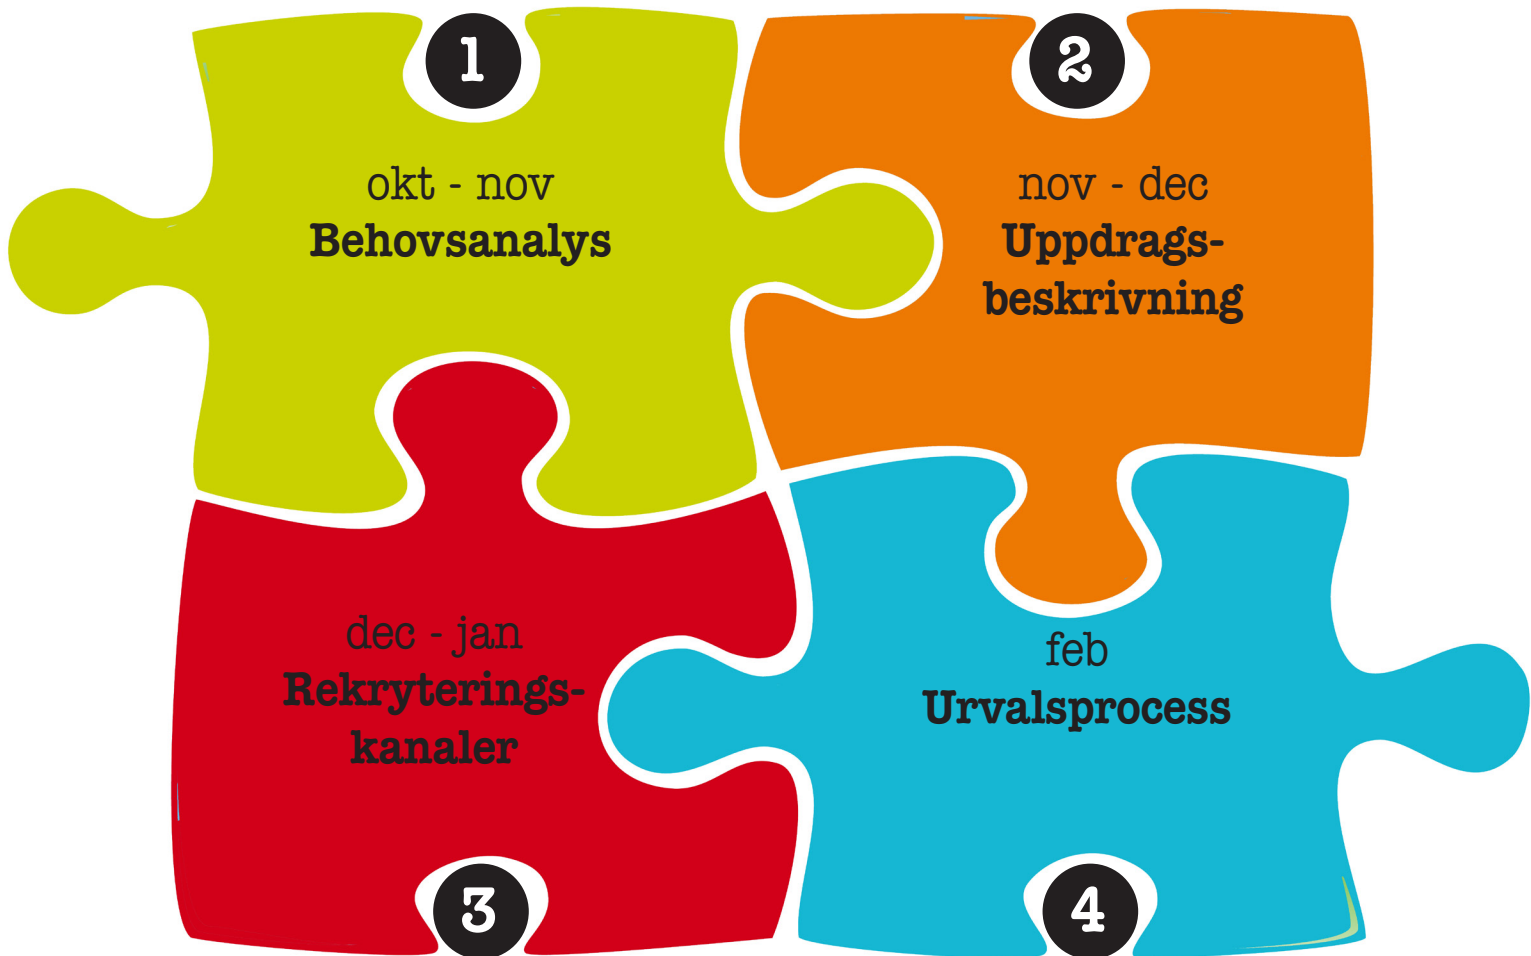 1
okt - nov
Behovsanalys
2
nov - dec
Uppdrags-
beskrivning
dec - jan
Rekryterings-
kanaler
3
feb
Urvalsprocess
4